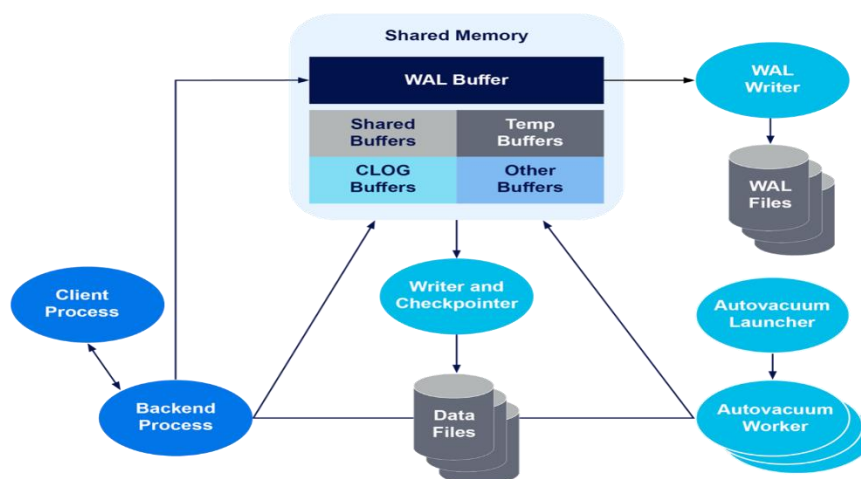 Shared Memory
WAL Buffer
Shared
Buffers
Temp
Buffers
CLOG
Buffers
Other
Buffers
WAL
Writer
WAL
Files
Client
Process
Writer and
Checkpointer
Autovacuum
Launcher
Backend
Process
Data
Files
Autovacuum
Worker